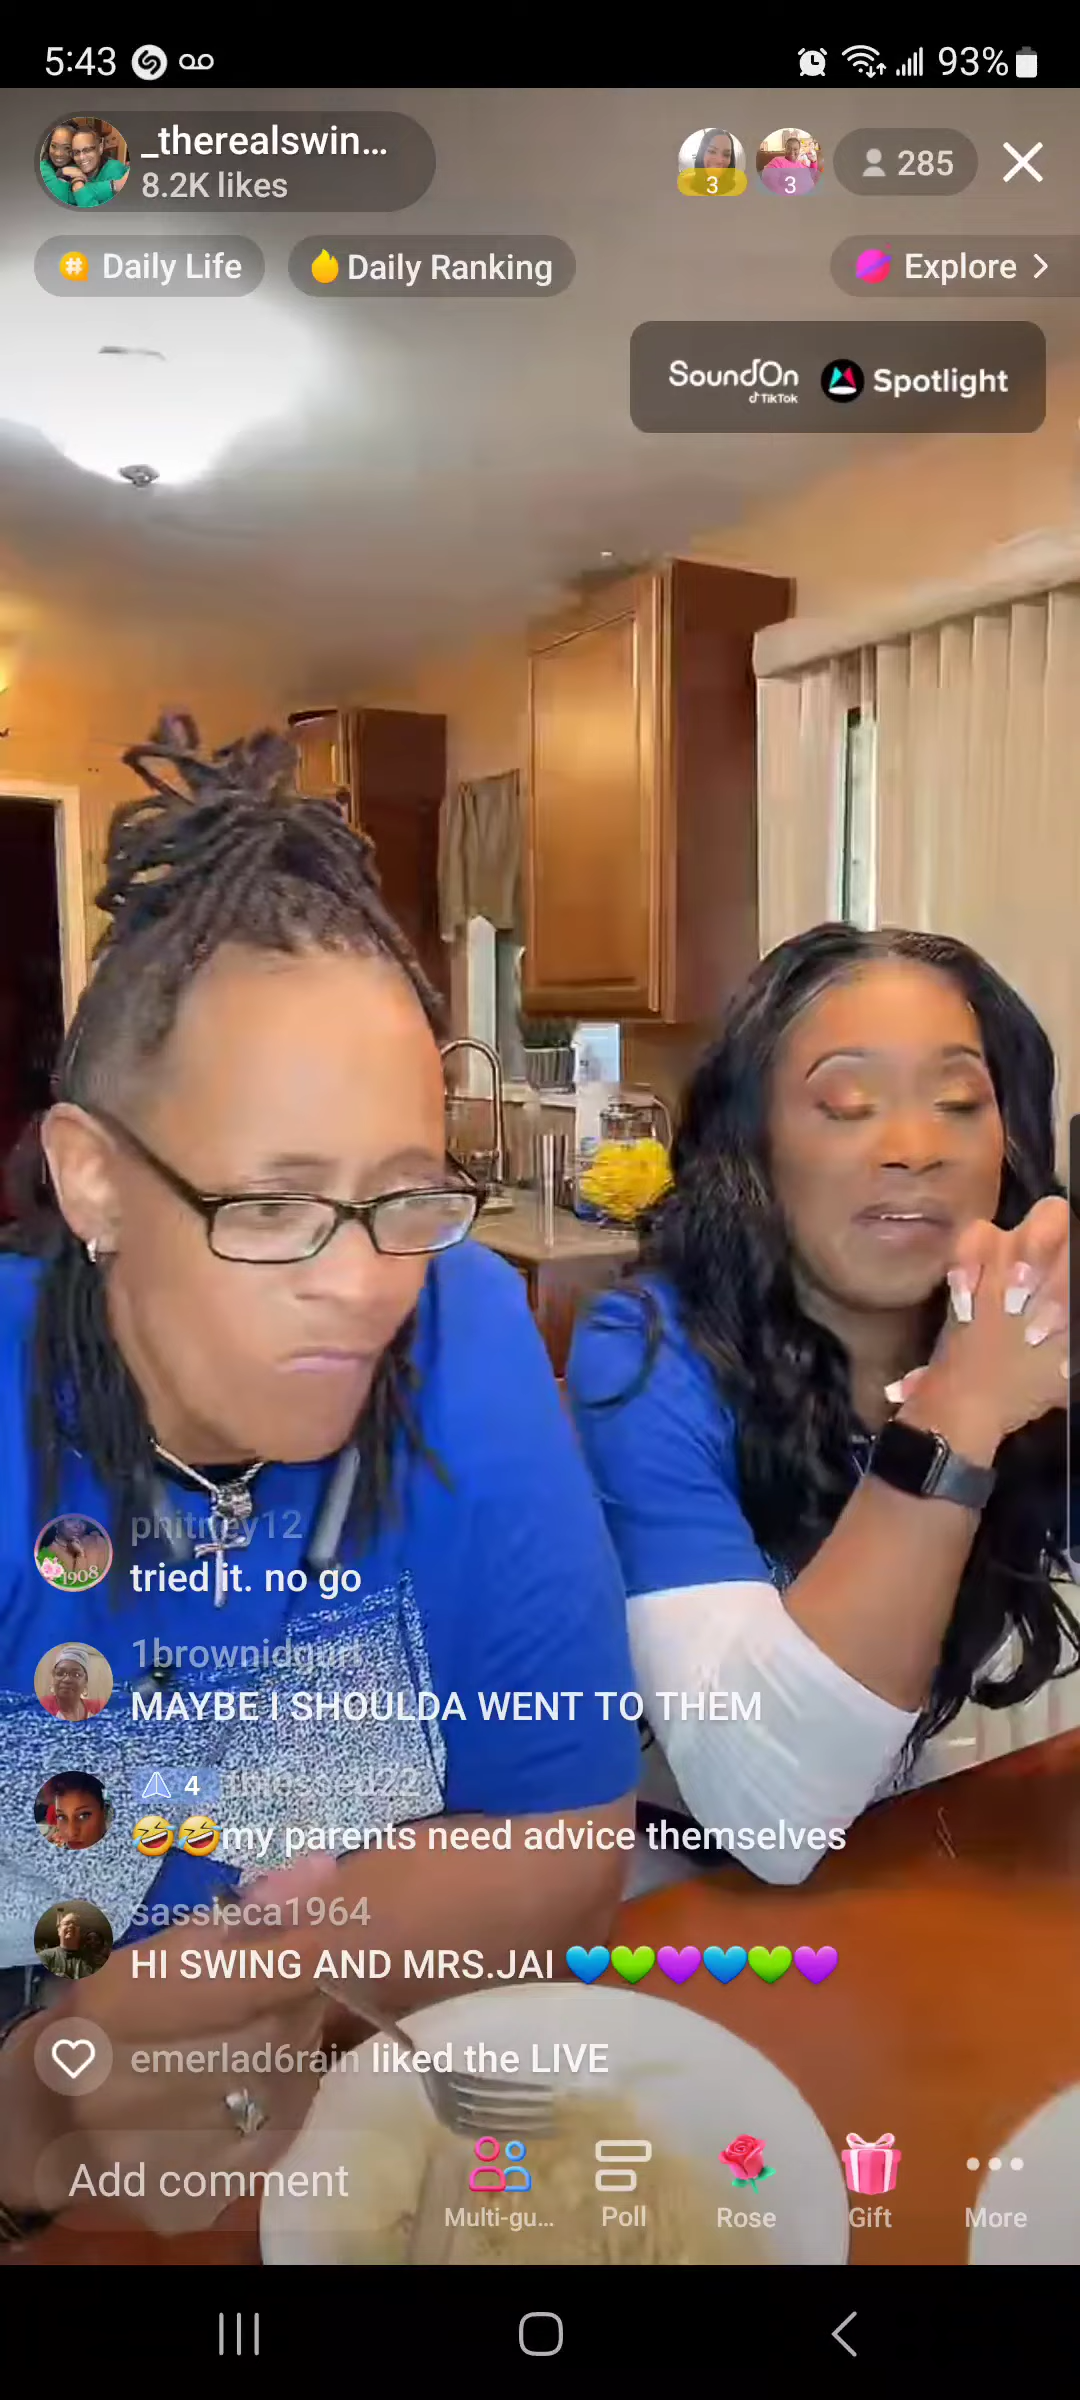 5:43
93%
_therealswin...
8.2K likes
3
3
285
Daily Life
Daily Ranking
Explore >
SoundOn
TikTok
Spotlight
phitney12
1908
tried it. no go
1brownidgurl
MAYBE I SHOULDA WENT TO THEM
4
🤣🤣my parents need advice themselves
sassieca1964
HI SWING AND MRS.JAI 💙💚💜💙💚💜
emerlad6rain liked the LIVE
Add comment
Multi-gu...
Poll
Rose
Gift
More